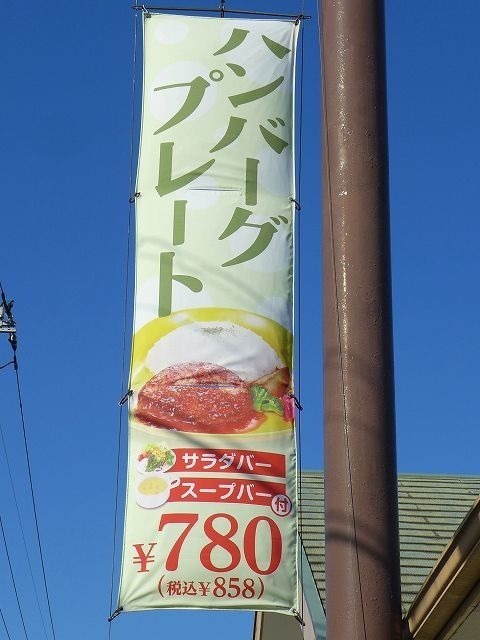 ハンバーグ
プレート
サラダバー
スープバー
付
¥780
(税込¥858)